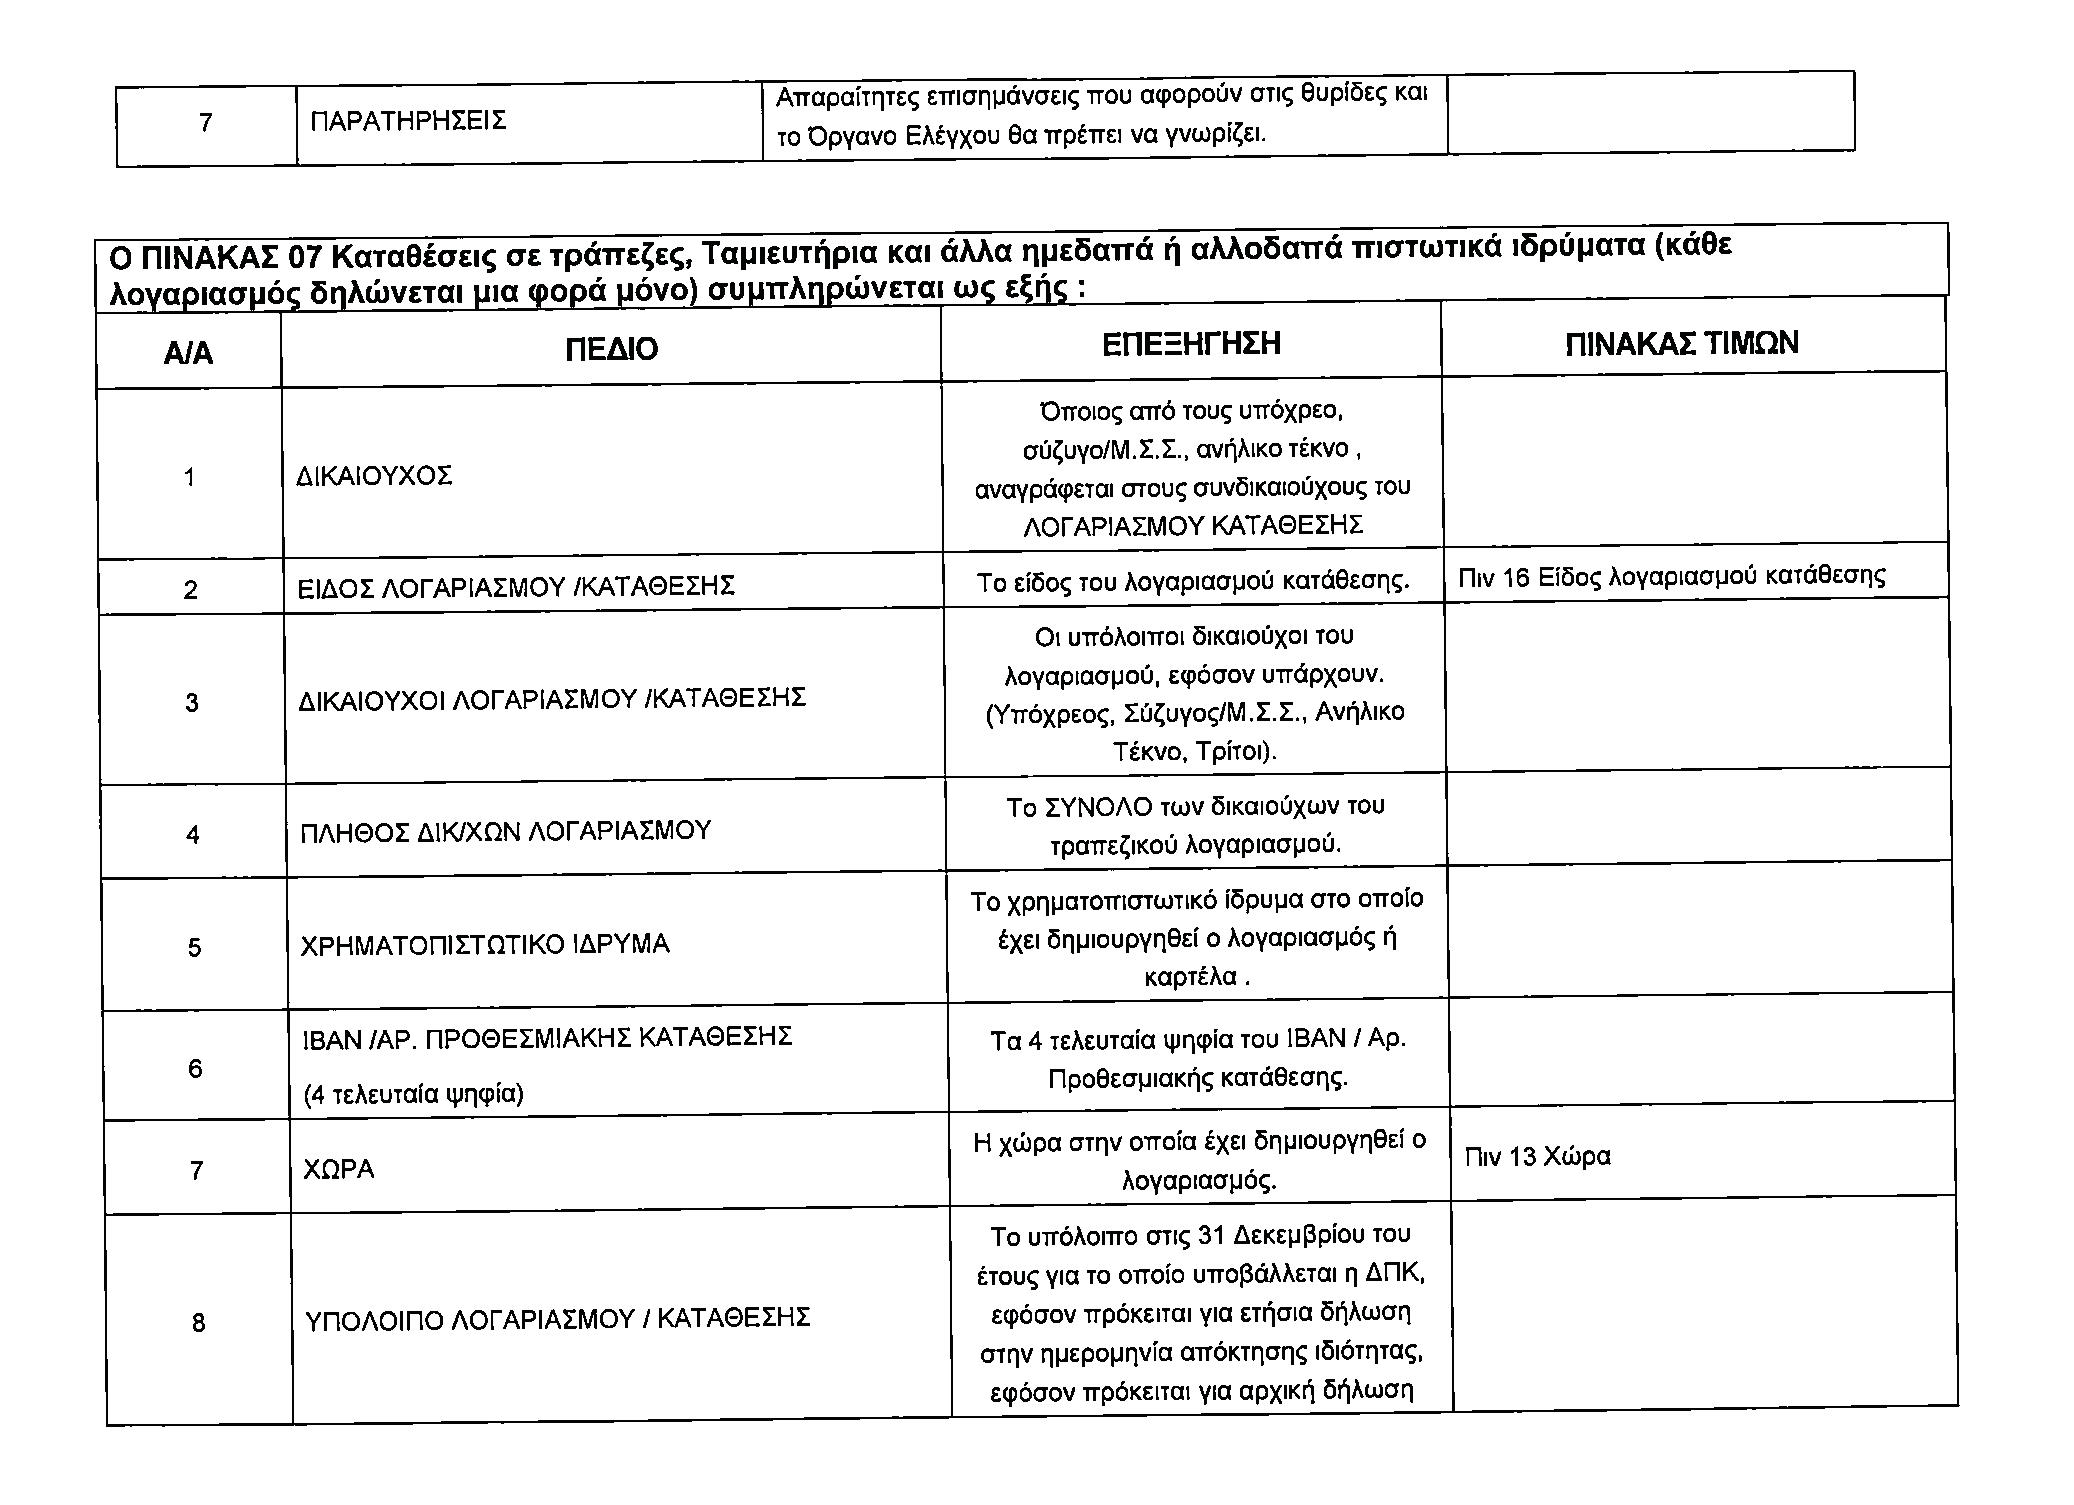 7 ΠΑΡΑΤΗΡΗΣΕΙΣ
Απαραίτητες επισημάνσεις που αφορούν στις θυρίδες και
το Όργανο Ελέγχου θα πρέπει να γνωρίζει.
Ο ΠΙΝΑΚΑΣ 07 Καταθέσεις σε τράπεζες, Ταμιευτήρια και άλλα ημεδαπά ή αλλοδαπά πιστωτικά ιδρύματα (κάθε
λογαριασμός δηλώνεται μια φορά μόνο) συμπληρώνεται ως εξής :
Α/Α ΠΕΔΙΟ ΕΠΕΞΗΓΗΣΗ ΠΙΝΑΚΑΣ ΤΙΜΩΝ
1 ΔΙΚΑΙΟΥΧΟΣ
Όποιος από τους υπόχρεο,
σύζυγο/Μ.Σ.Σ., ανήλικο τέκνο ,
αναγράφεται στους συνδικαιούχους του
ΛΟΓΑΡΙΑΣΜΟΥ ΚΑΤΑΘΕΣΗΣ
2 ΕΙΔΟΣ ΛΟΓΑΡΙΑΣΜΟΥ /ΚΑΤΑΘΕΣΗΣ Το είδος του λογαριασμού κατάθεσης. Πιν 16 Είδος λογαριασμού κατάθεσης
3 ΔΙΚΑΙΟΥΧΟΙ ΛΟΓΑΡΙΑΣΜΟΥ /ΚΑΤΑΘΕΣΗΣ
Οι υπόλοιποι δικαιούχοι του
λογαριασμού, εφόσον υπάρχουν.
(Υπόχρεος, Σύζυγος/Μ.Σ.Σ., Ανήλικο
Τέκνο, Τρίτοι).
4 ΠΛΗΘΟΣ ΔΙΚ/ΧΩΝ ΛΟΓΑΡΙΑΣΜΟΥ
Το ΣΥΝΟΛΟ των δικαιούχων του
τραπεζικού λογαριασμού.
5 ΧΡΗΜΑΤΟΠΙΣΤΩΤΙΚΟ ΙΔΡΥΜΑ
Το χρηματοπιστωτικό ίδρυμα στο οποίο
έχει δημιουργηθεί ο λογαριασμός ή
καρτέλα .
6
ΙΒΑΝ /ΑΡ. ΠΡΟΘΕΣΜΙΑΚΗΣ ΚΑΤΑΘΕΣΗΣ
(4 τελευταία ψηφία)
Τα 4 τελευταία ψηφία του ΙΒΑΝ / Αρ.
Προθεσμιακής κατάθεσης.
7 ΧΩΡΑ
Η χώρα στην οποία έχει δημιουργηθεί ο
λογαριασμός.
Πιν 13 Χώρα
8 ΥΠΟΛΟΙΠΟ ΛΟΓΑΡΙΑΣΜΟΥ / ΚΑΤΑΘΕΣΗΣ
Το υπόλοιπο στις 31 Δεκεμβρίου του
έτους για το οποίο υποβάλλεται η ΔΠΚ,
εφόσον πρόκειται για ετήσια δήλωση
στην ημερομηνία απόκτησης ιδιότητας,
εφόσον πρόκειται για αρχική δήλωση